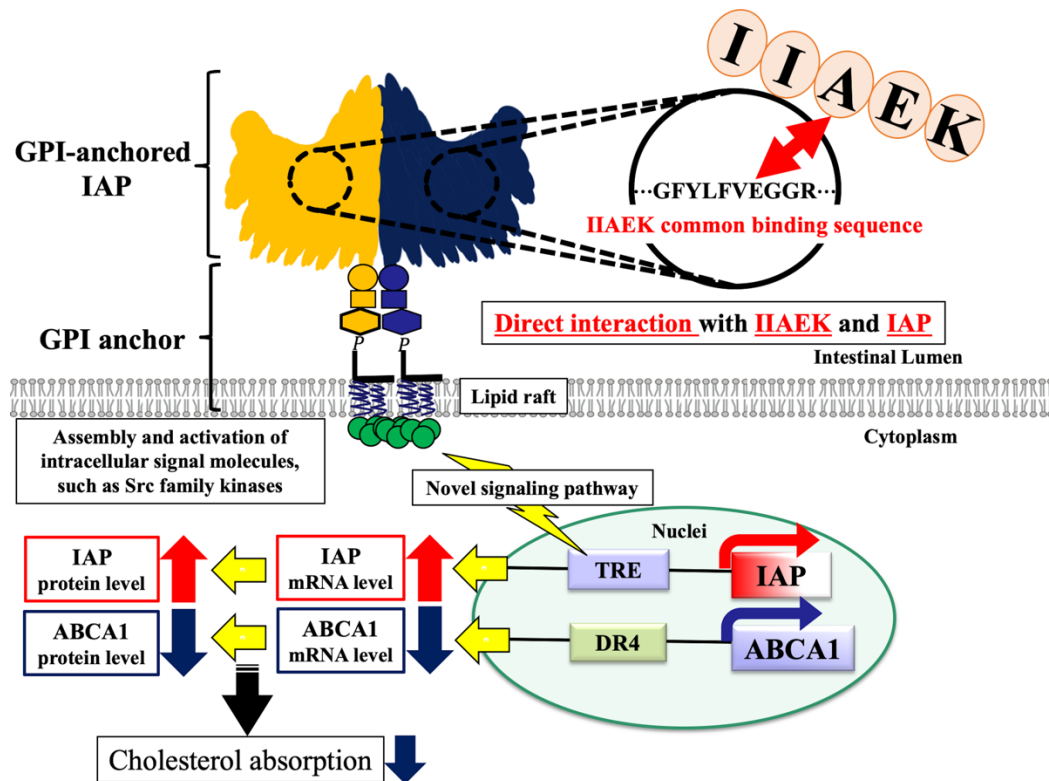 I I A E K
GPI-anchored
IAP
···GFYLFVEGGR···
IIAEK common binding sequence
GPI anchor
Direct interaction with IIAEK and IAP
P P
Intestinal Lumen
Lipid raft
Cytoplasm
Assembly and activation of
intracellular signal molecules,
such as Src family kinases
Novel signaling pathway
Nuclei
IAP
protein level
IAP
mRNA level
TRE
IAP
ABCA1
protein level
ABCA1
mRNA level
DR4
ABCA1
Cholesterol absorption